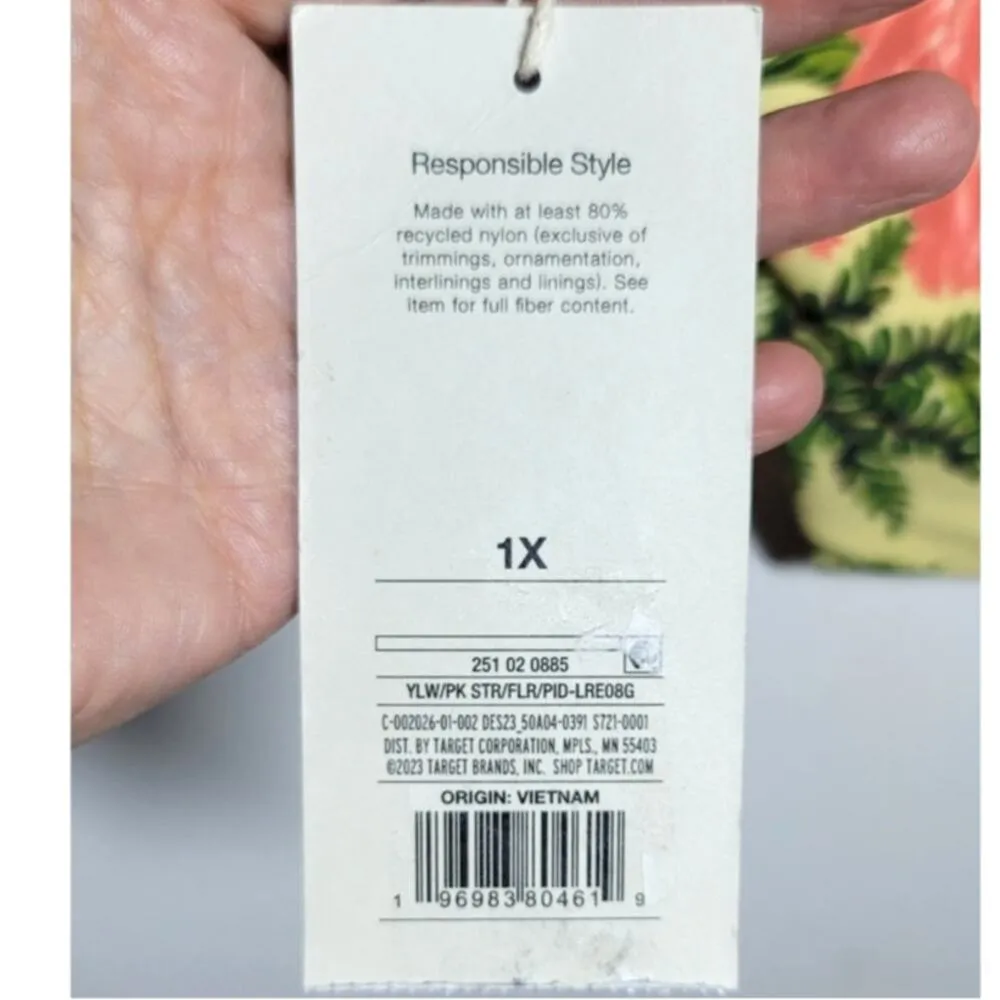 Responsible Style
Made with at least 80%
recycled nylon (exclusive of
trimmings, ornamentation,
interlinings and linings). See
item for full fiber content.
1X
251 02 0885
YLW/PK STR/FLR/PID-LRE08G
C-002026-01-002 DES23_50A04-0391 S721-0001
DIST. BY TARGET CORPORATION, MPLS., MN 55403
©2023 TARGET BRANDS, INC. SHOP TARGET.COM
ORIGIN: VIETNAM
1 96983 80461 9